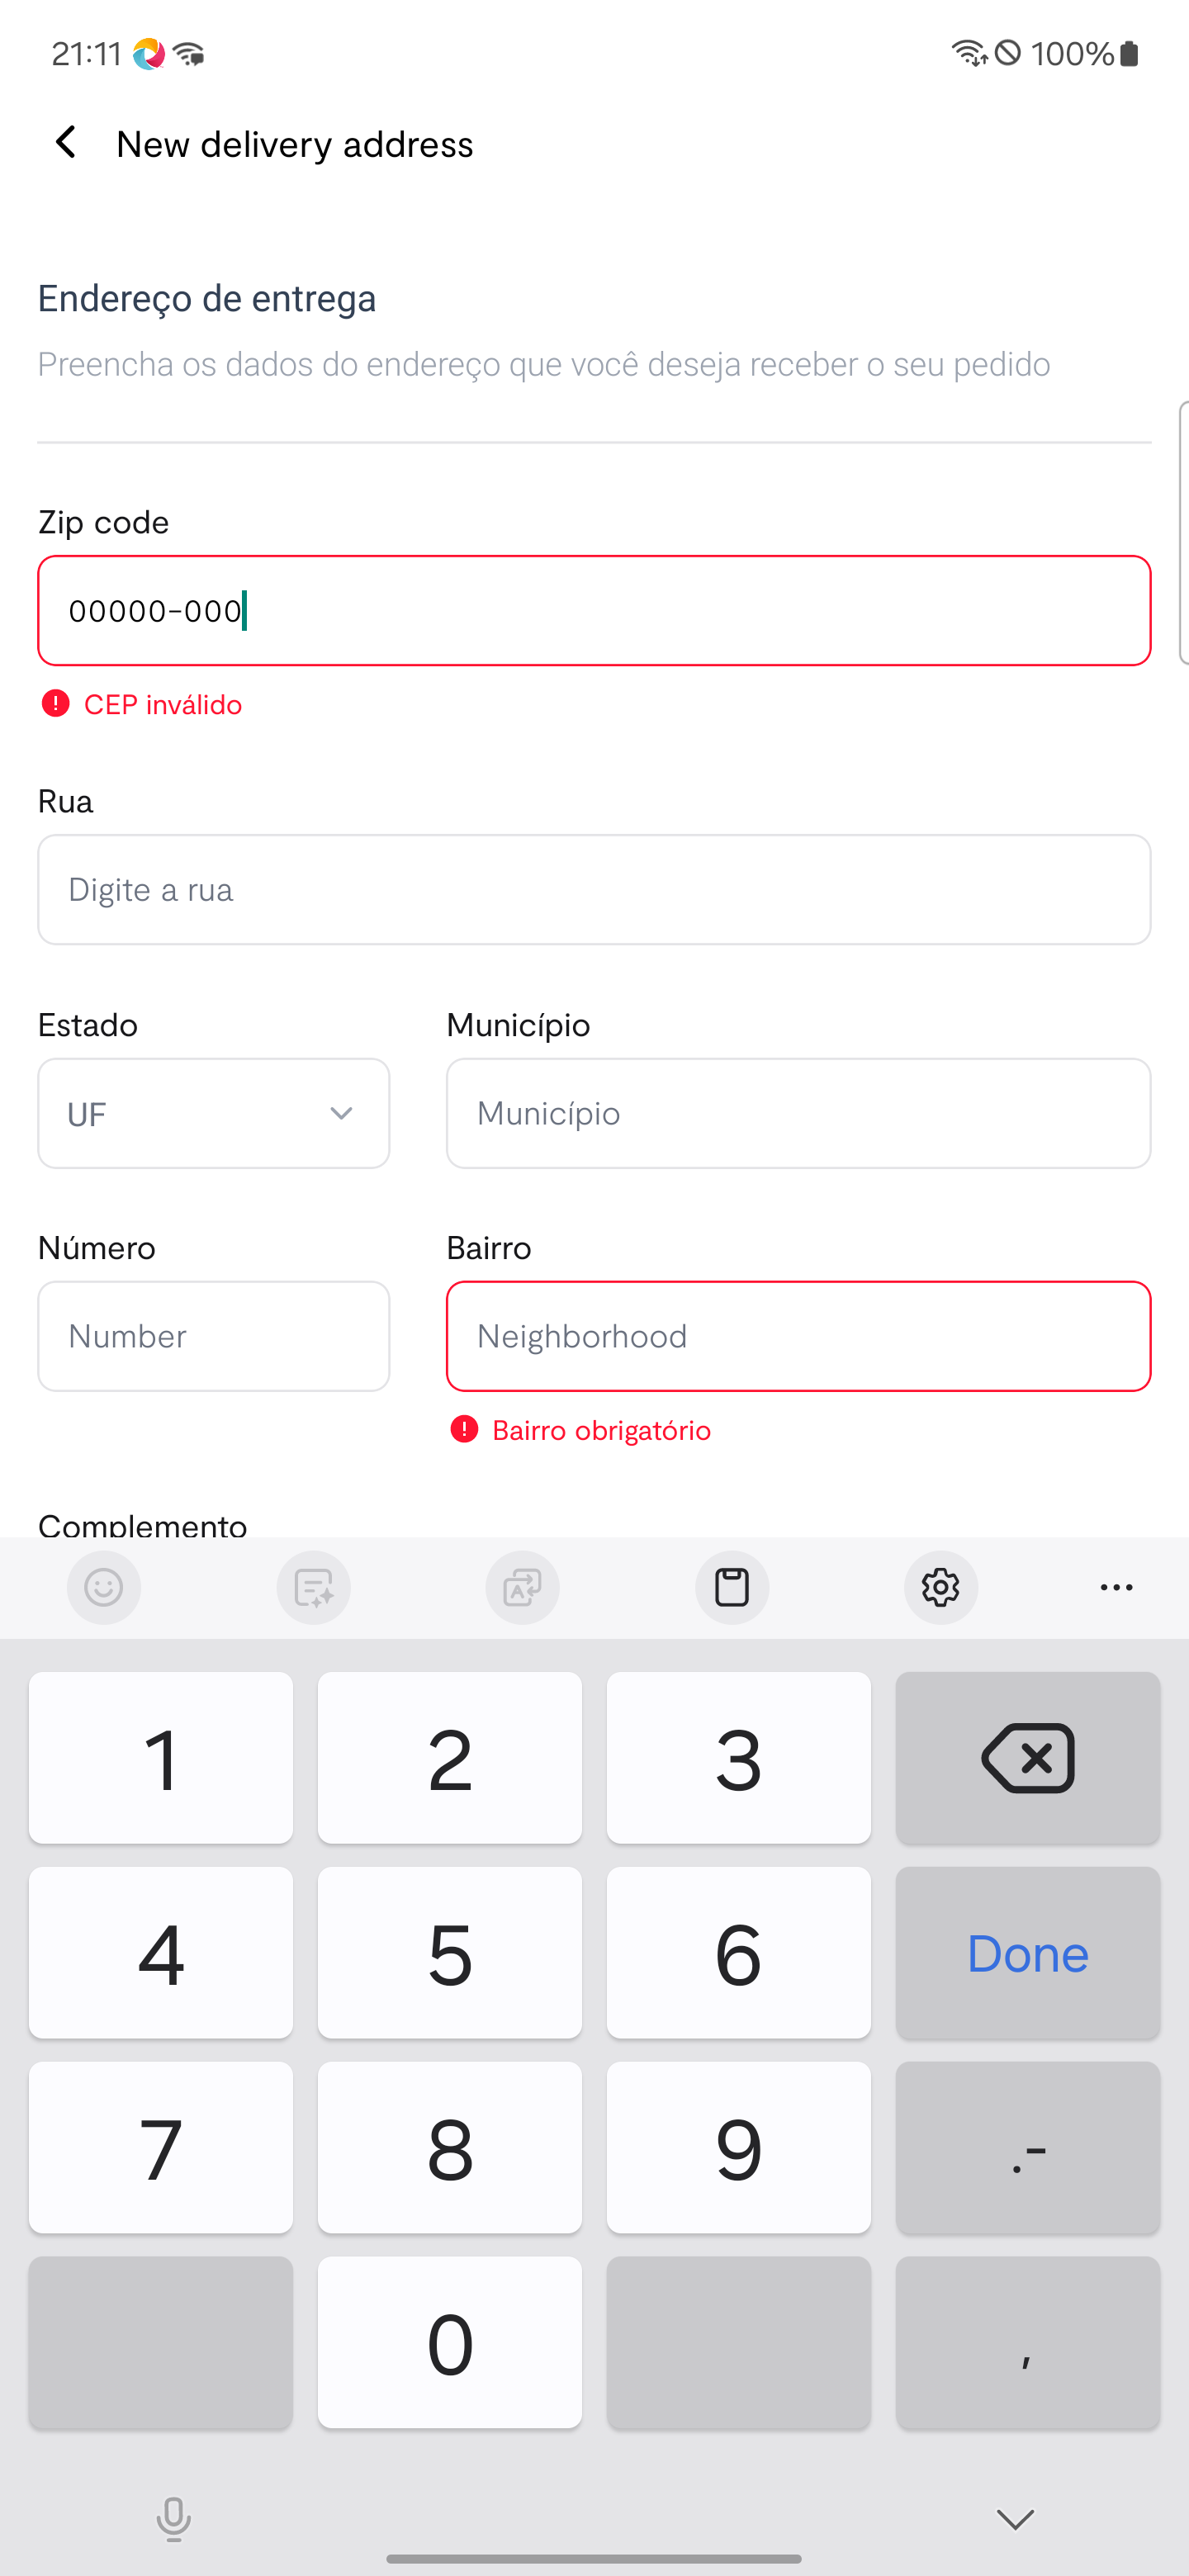 21:11
100%
New delivery address
Endereço de entrega
Preencha os dados do endereço que você deseja receber o seu pedido
Zip code
00000-000
CEP inválido
Rua
Digite a rua
Estado Município
UF Município
Número Bairro
Number Neighborhood
Bairro obrigatório
Complemento
1 2 3
4 5 6 Done
7 8 9 .-
0 ,